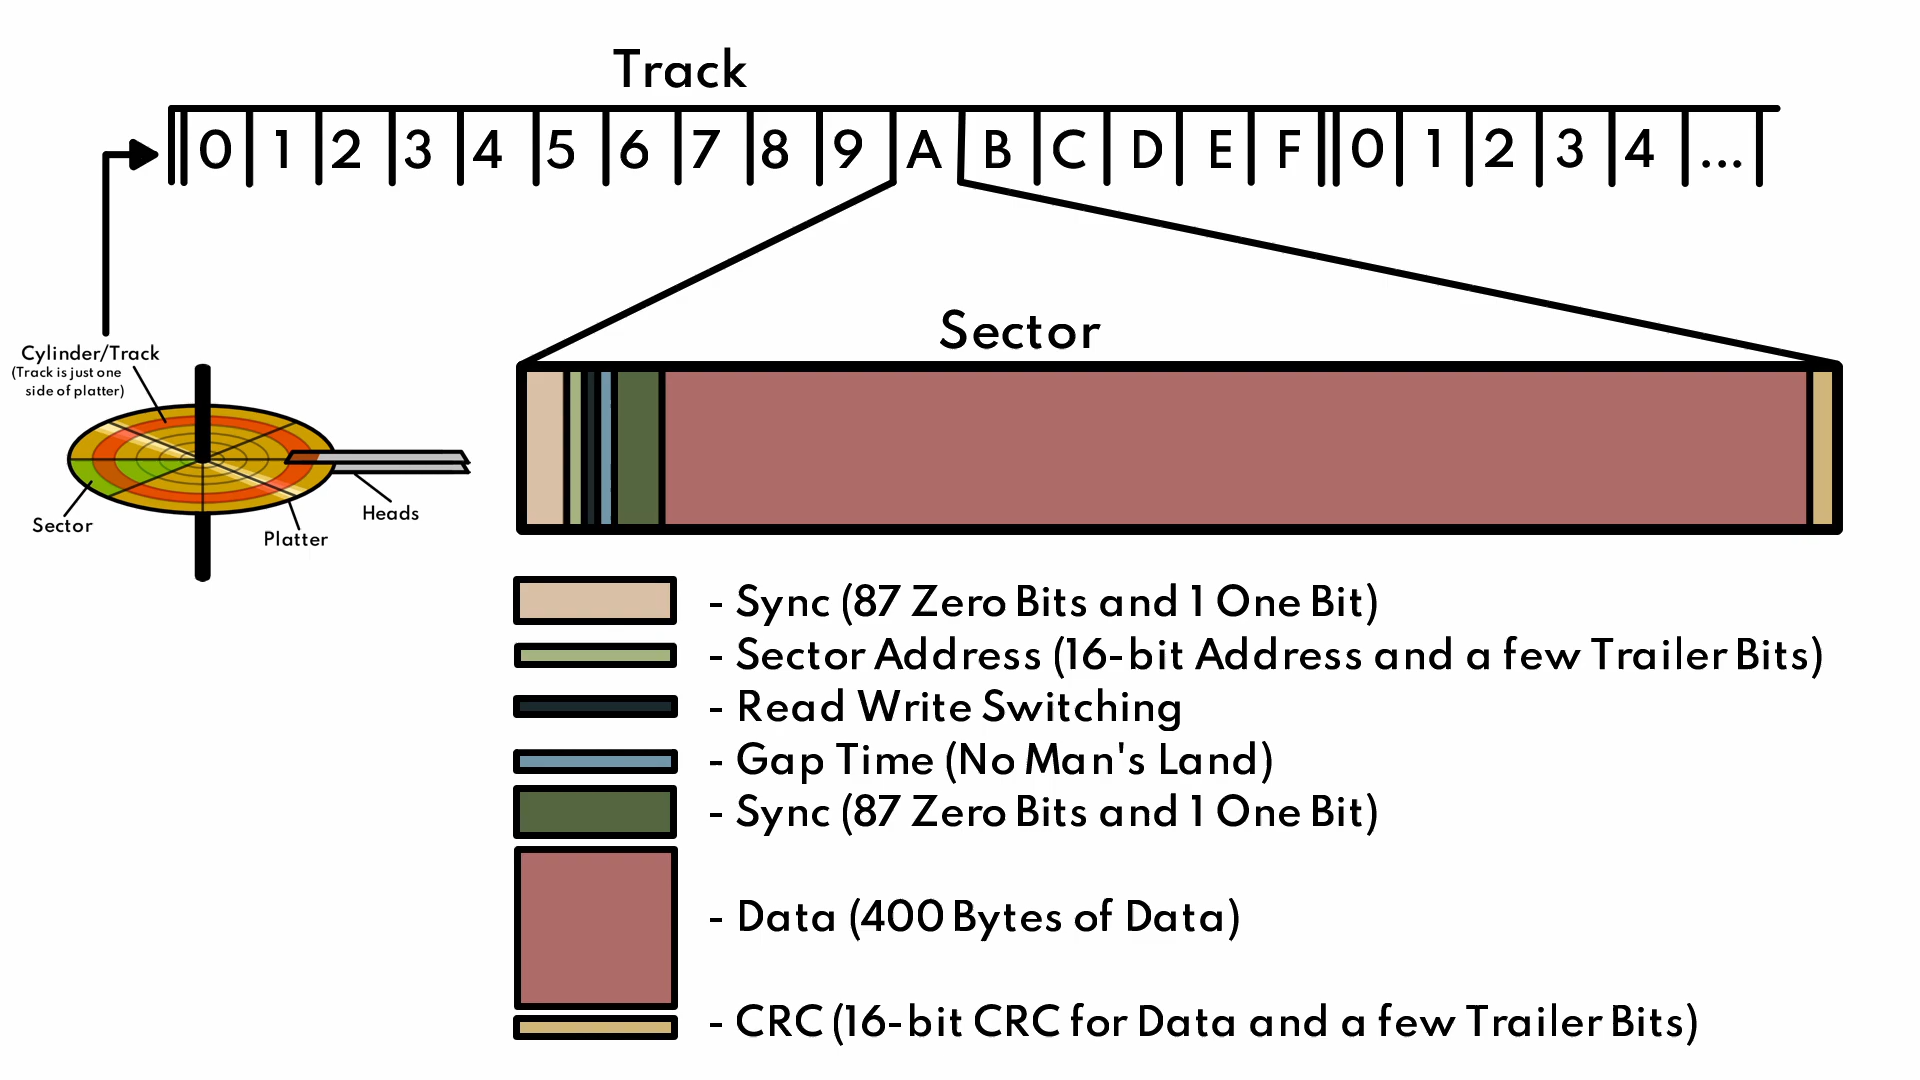 Track
0 1 2 3 4 5 6 7 8 9 A B C D E F 0 1 2 3 4 ...
Sector
Cylinder/Track
(Track is just one
side of platter)
Sector
Platter
Heads
- Sync (87 Zero Bits and 1 One Bit)
- Sector Address (16-bit Address and a few Trailer Bits)
- Read Write Switching
- Gap Time (No Man's Land)
- Sync (87 Zero Bits and 1 One Bit)
- Data (400 Bytes of Data)
- CRC (16-bit CRC for Data and a few Trailer Bits)